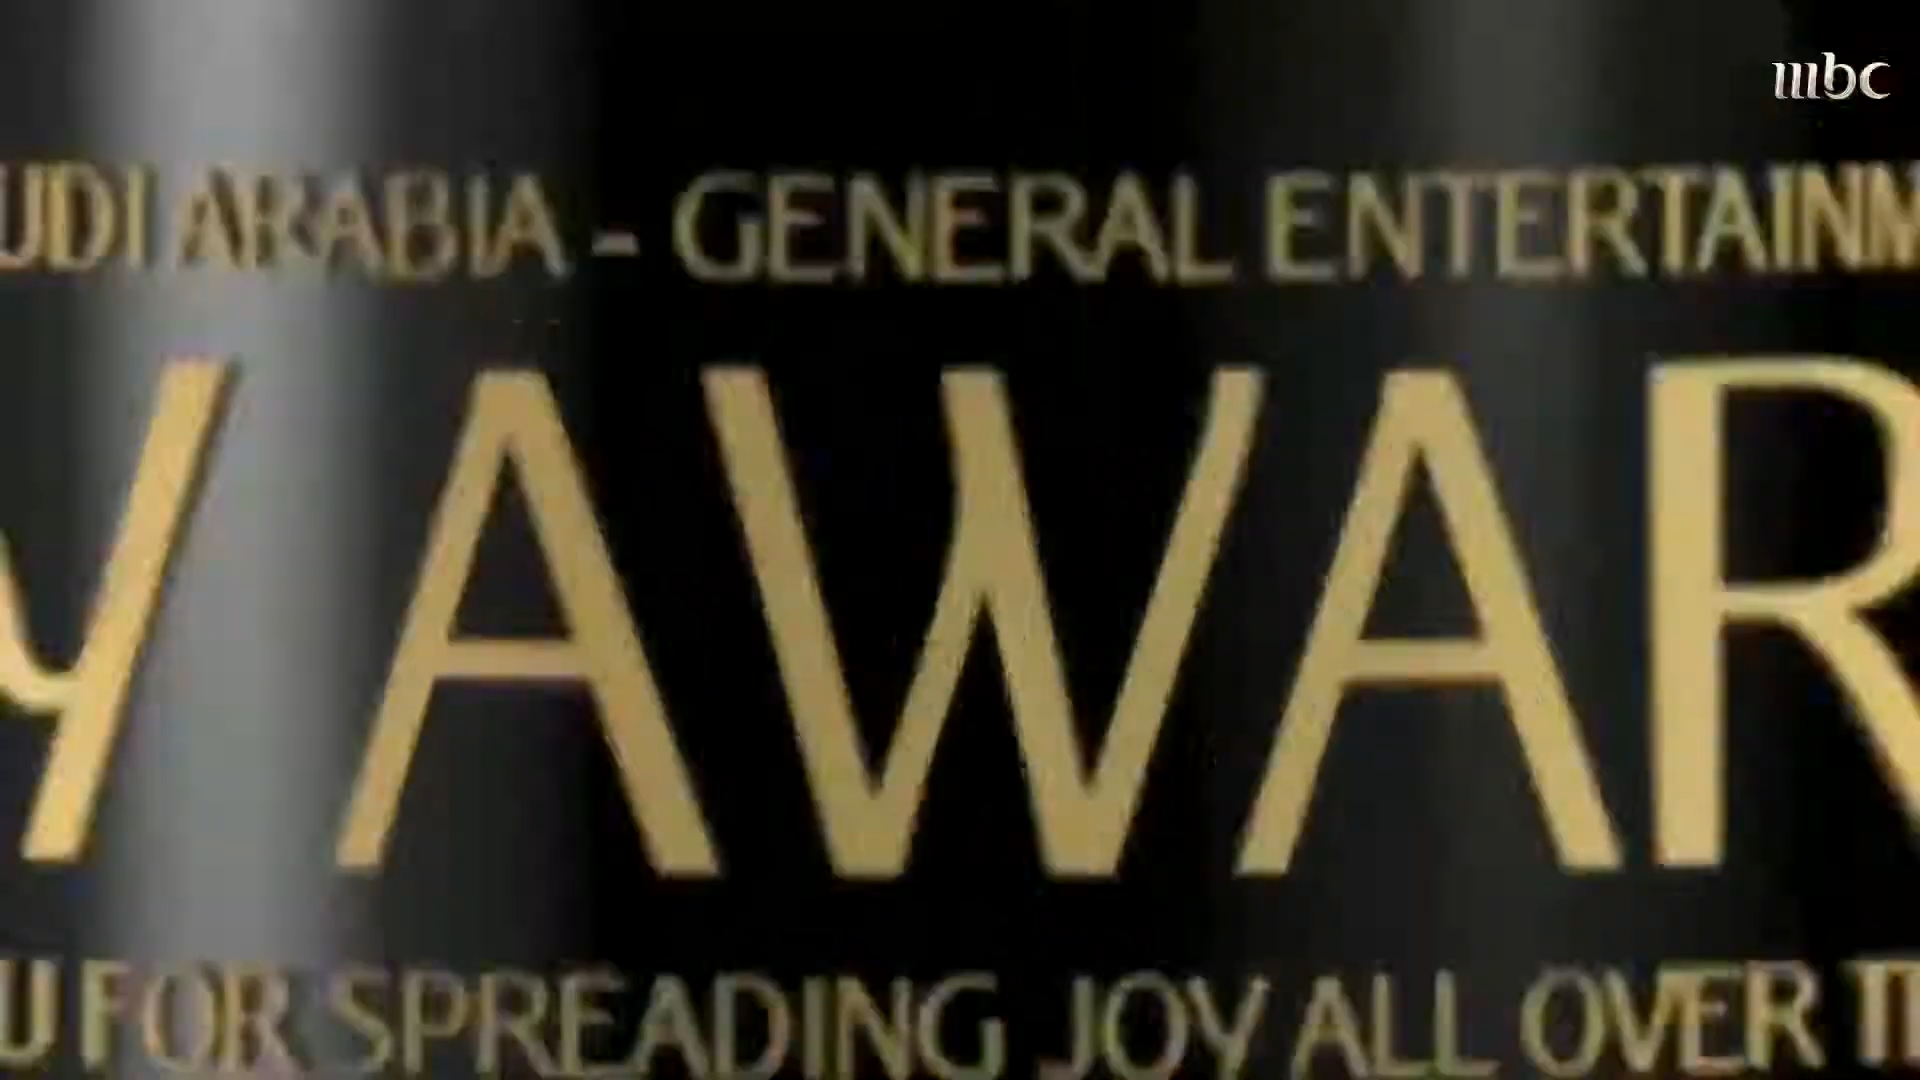 mbc
UDI ARABIA - GENERAL ENTERTAINM
Y AWAR
U FOR SPREADING JOY ALL OVER T